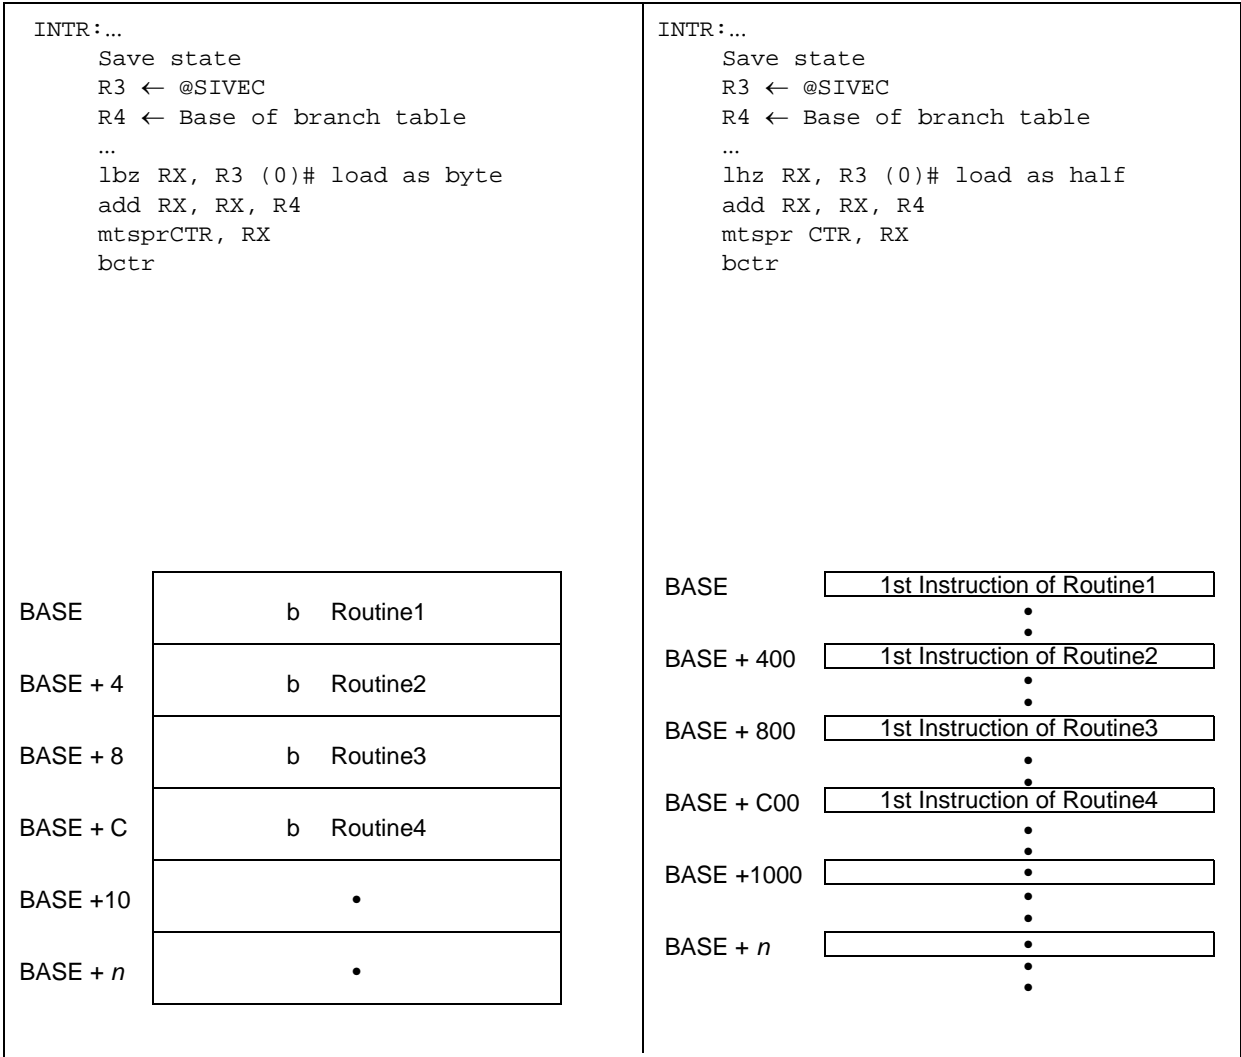 INTR:…
Save state
R3 ← @SIVEC
R4 ← Base of branch table
…
lbz RX, R3 (0)# load as byte
add RX, RX, R4
mtsprCTR, RX
bctr
BASE b Routine1
BASE + 4 b Routine2
BASE + 8 b Routine3
BASE + C b Routine4
BASE +10 •
BASE + n •
INTR:…
Save state
R3 ← @SIVEC
R4 ← Base of branch table
…
lhz RX, R3 (0)# load as half
add RX, RX, R4
mtspr CTR, RX
bctr
BASE 1st Instruction of Routine1
•
•
BASE + 400 1st Instruction of Routine2
•
•
BASE + 800 1st Instruction of Routine3
•
•
BASE + C00 1st Instruction of Routine4
•
•
BASE +1000 •
•
•
BASE + n •
•
•